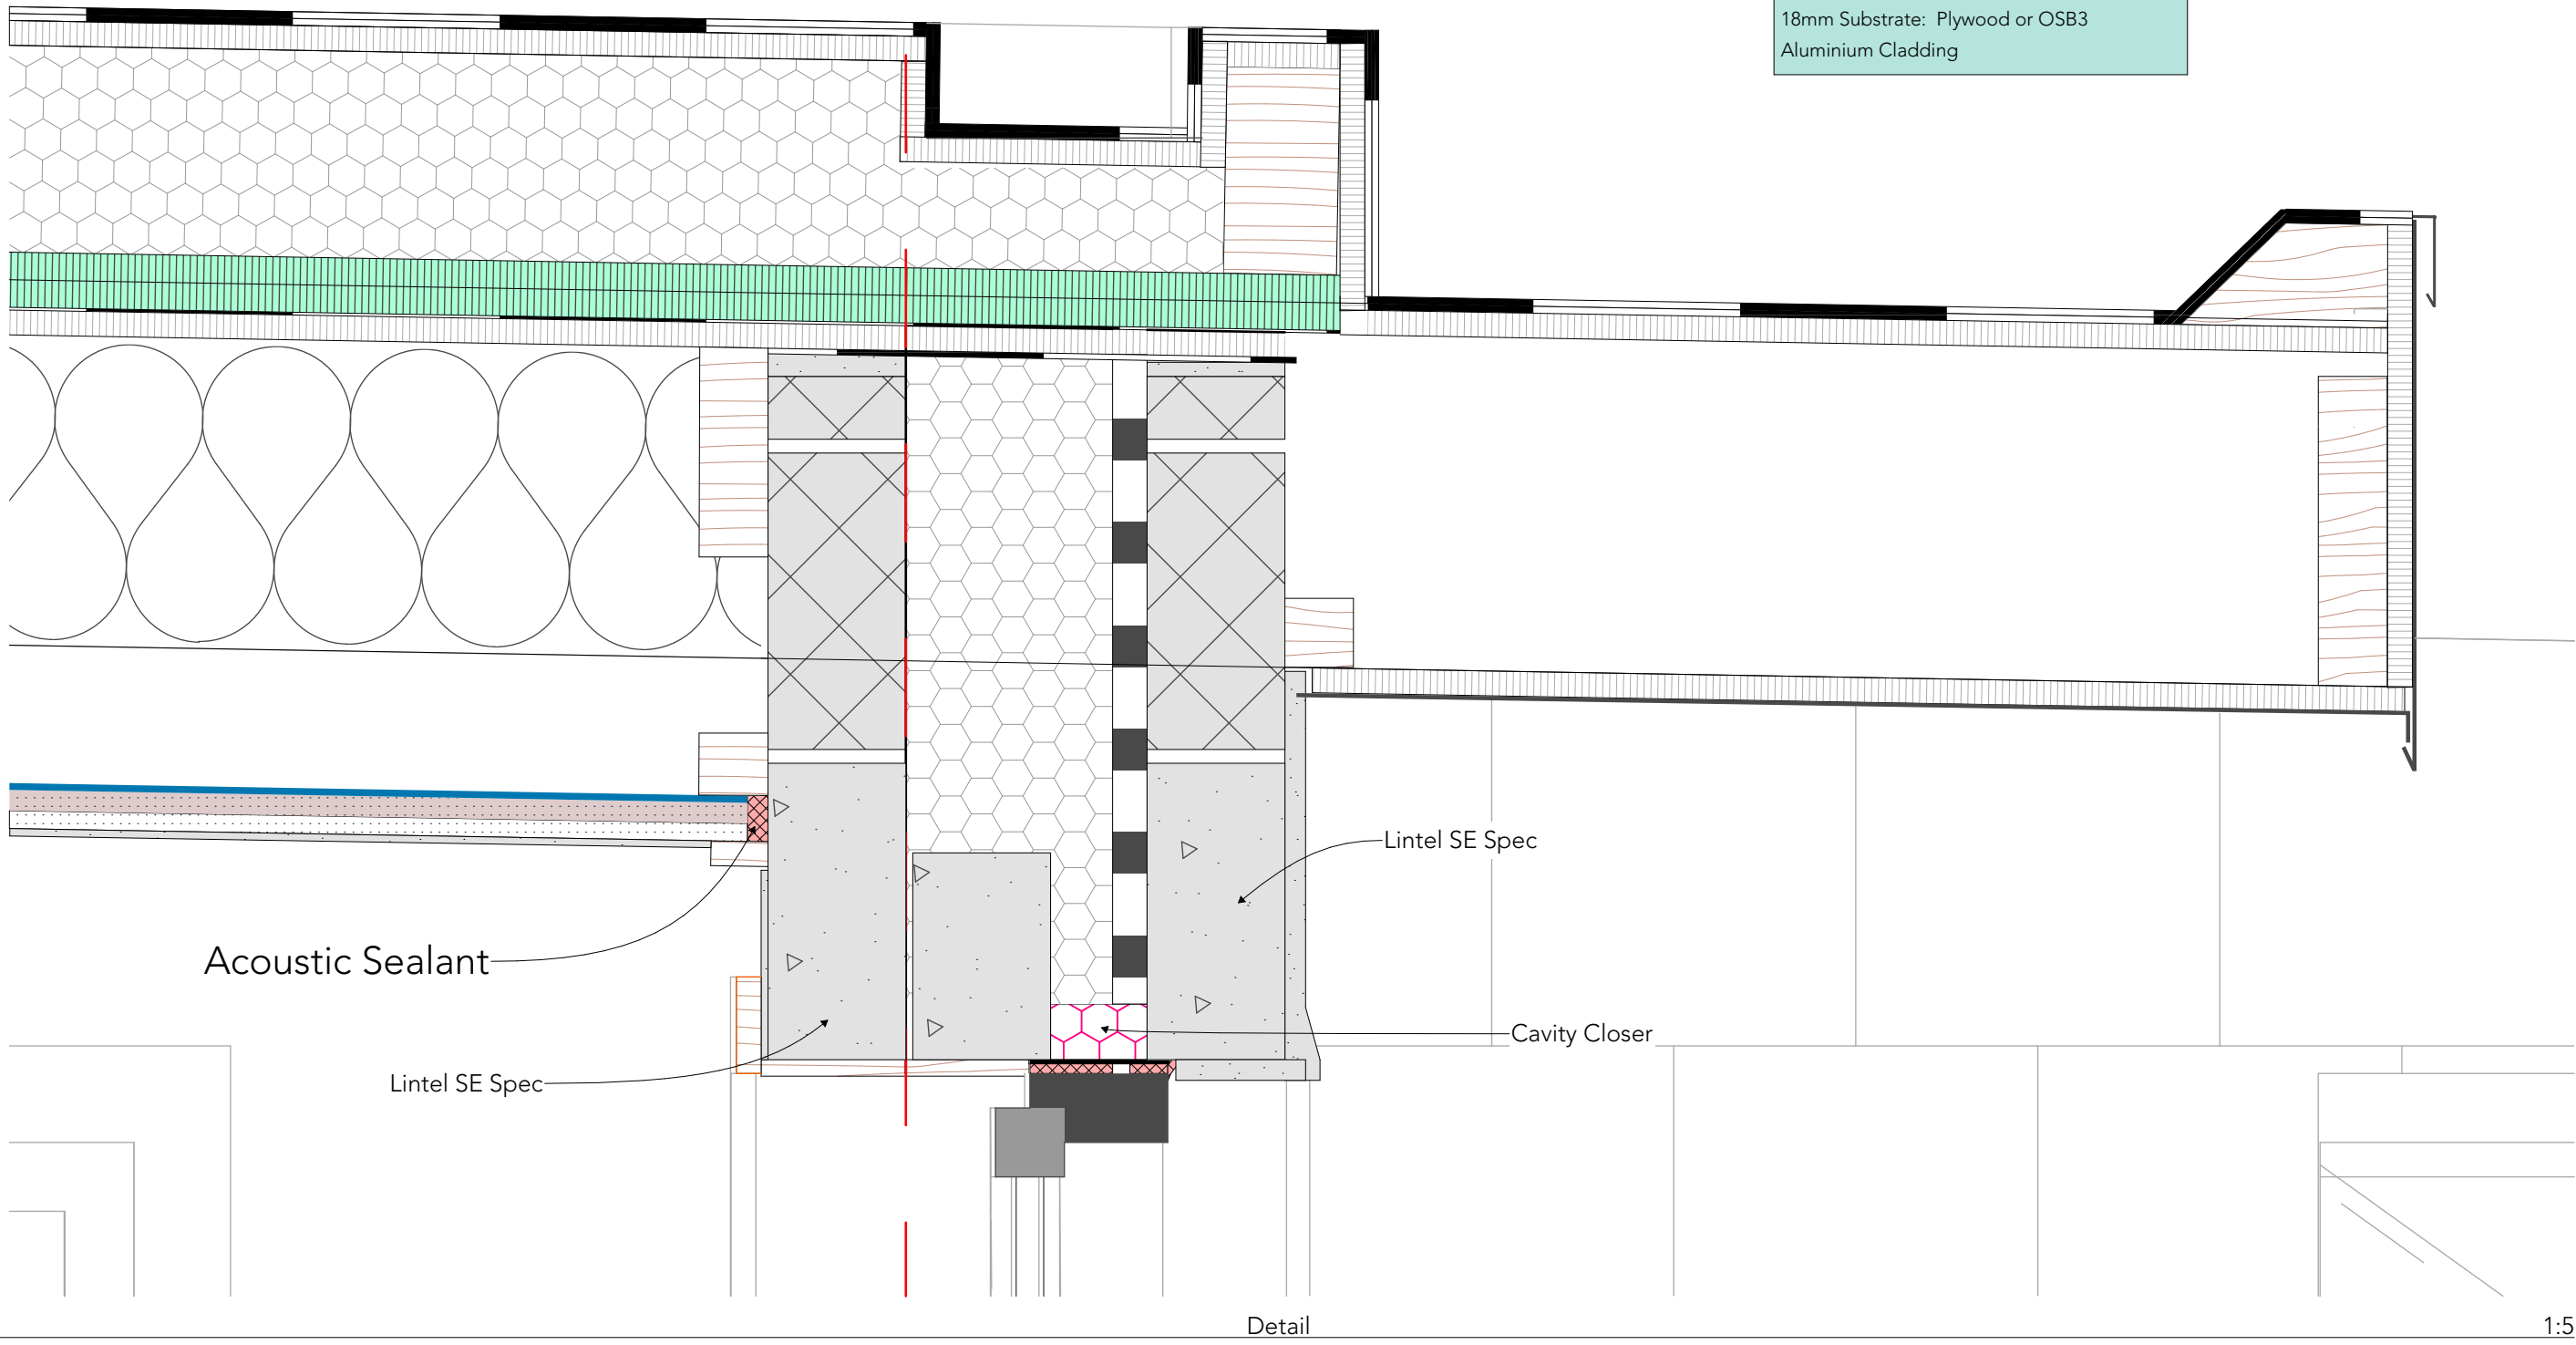 18mm Substrate: Plywood or OSB3
Aluminium Cladding
Lintel SE Spec
Acoustic Sealant
Cavity Closer
Lintel SE Spec
Detail
1:5